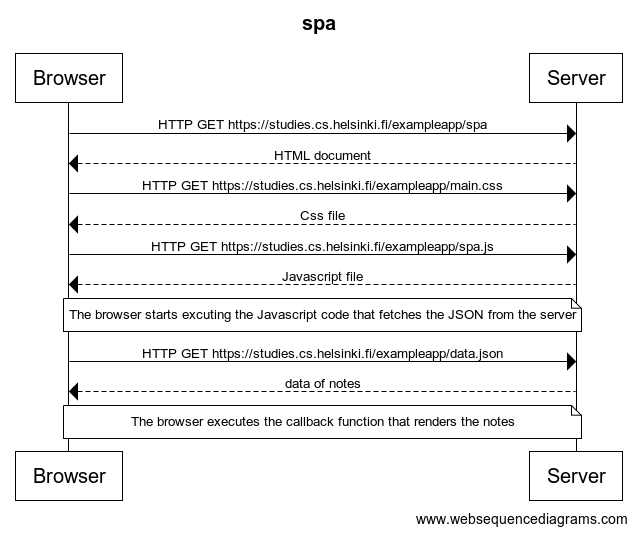 spa
Browser
Server
HTTP GET https://studies.cs.helsinki.fi/exampleapp/spa
HTML document
HTTP GET https://studies.cs.helsinki.fi/exampleapp/main.css
Css file
HTTP GET https://studies.cs.helsinki.fi/exampleapp/spa.js
Javascript file
The browser starts excuting the Javascript code that fetches the JSON from the server
HTTP GET https://studies.cs.helsinki.fi/exampleapp/data.json
data of notes
The browser executes the callback function that renders the notes
Browser
Server
www.websequencediagrams.com